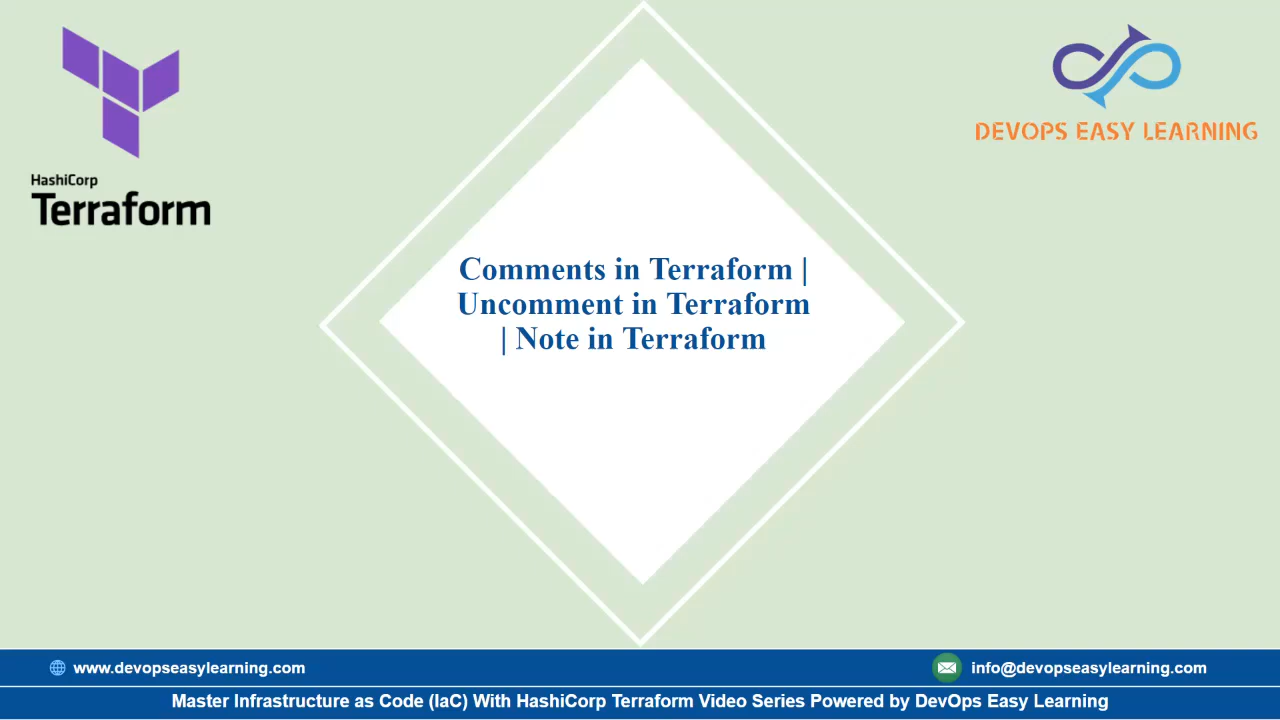 HashiCorp
Terraform
DEVOPS EASY LEARNING
Comments in Terraform |
Uncomment in Terraform
| Note in Terraform
www.devopseasylearning.com
info@devopseasylearning.com
Master Infrastructure as Code (IaC) With HashiCorp Terraform Video Series Powered by DevOps Easy Learning